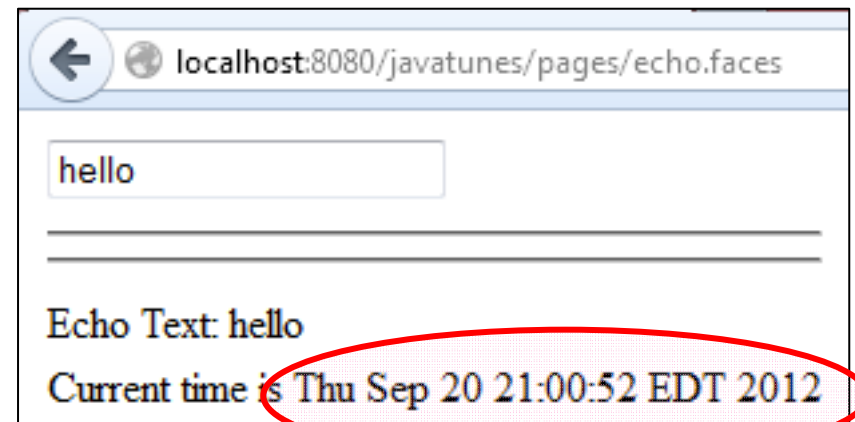 localhost:8080/javatunes/pages/echo.faces
hello
Echo Text: hello
Current time is Thu Sep 20 21:00:52 EDT 2012